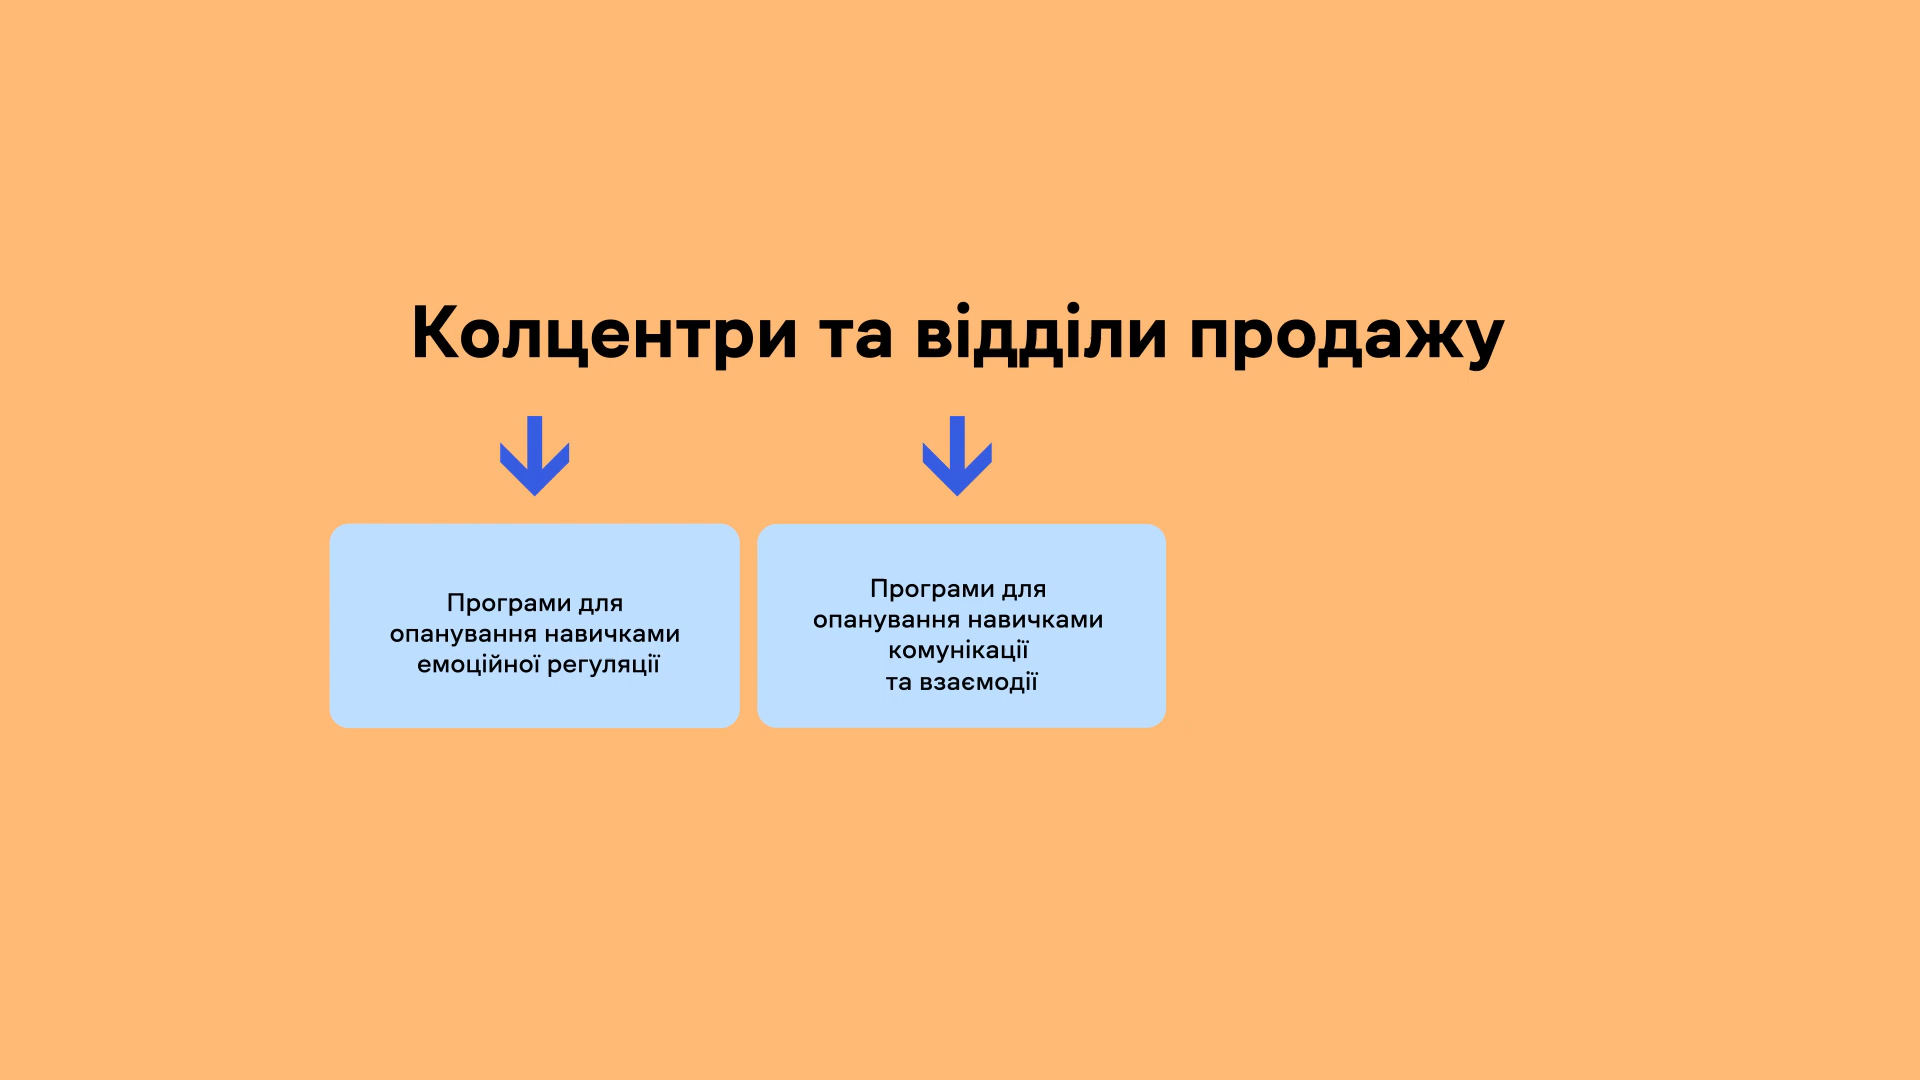 Колцентри та відділи продажу
Програми для
опанування навичками
емоційної регуляції
Програми для
опанування навичками
комунікації
та взаємодії